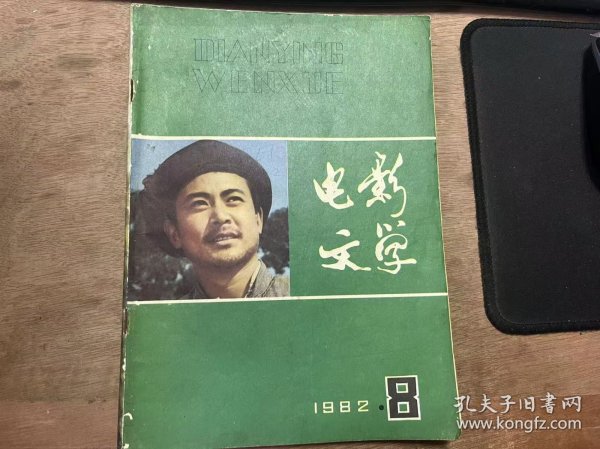 DIANYING
WENXUE
电影
文学
1982·8
孔夫子旧书网
www.kongfz.com